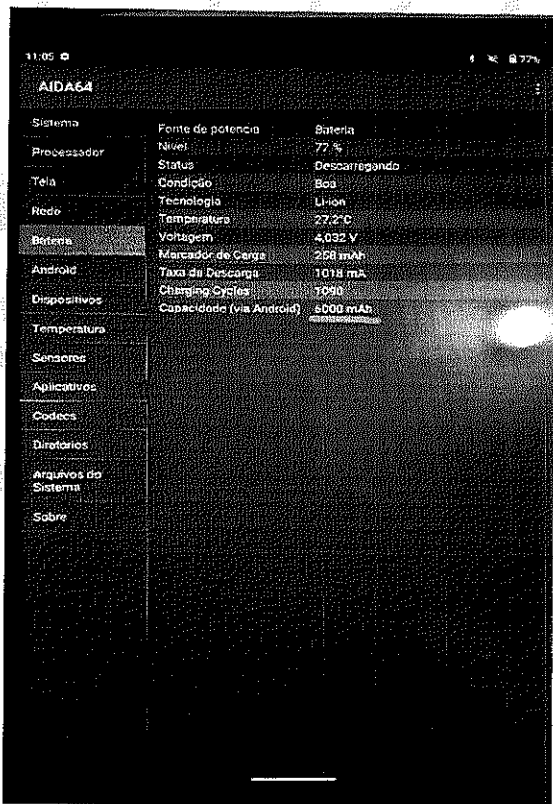 11:05
77%
AIDA64
Sistema
Processador
Tela
Rede
Bateria
Android
Dispositivos
Temperatura
Sensores
Aplicativos
Codecs
Diretórios
Arquivos do
Sistema
Sobre
Fonte de potencia Bateria
Nível 77 %
Status Descarregando
Condição Boa
Tecnologia Li-ion
Temperatura 27,2°C
Voltagem 4,032 V
Marcador de Carga 258 mAh
Taxa da Descarga 1018 mA
Charging Cycles 1090
Capacidade (via Android) 6000 mAh